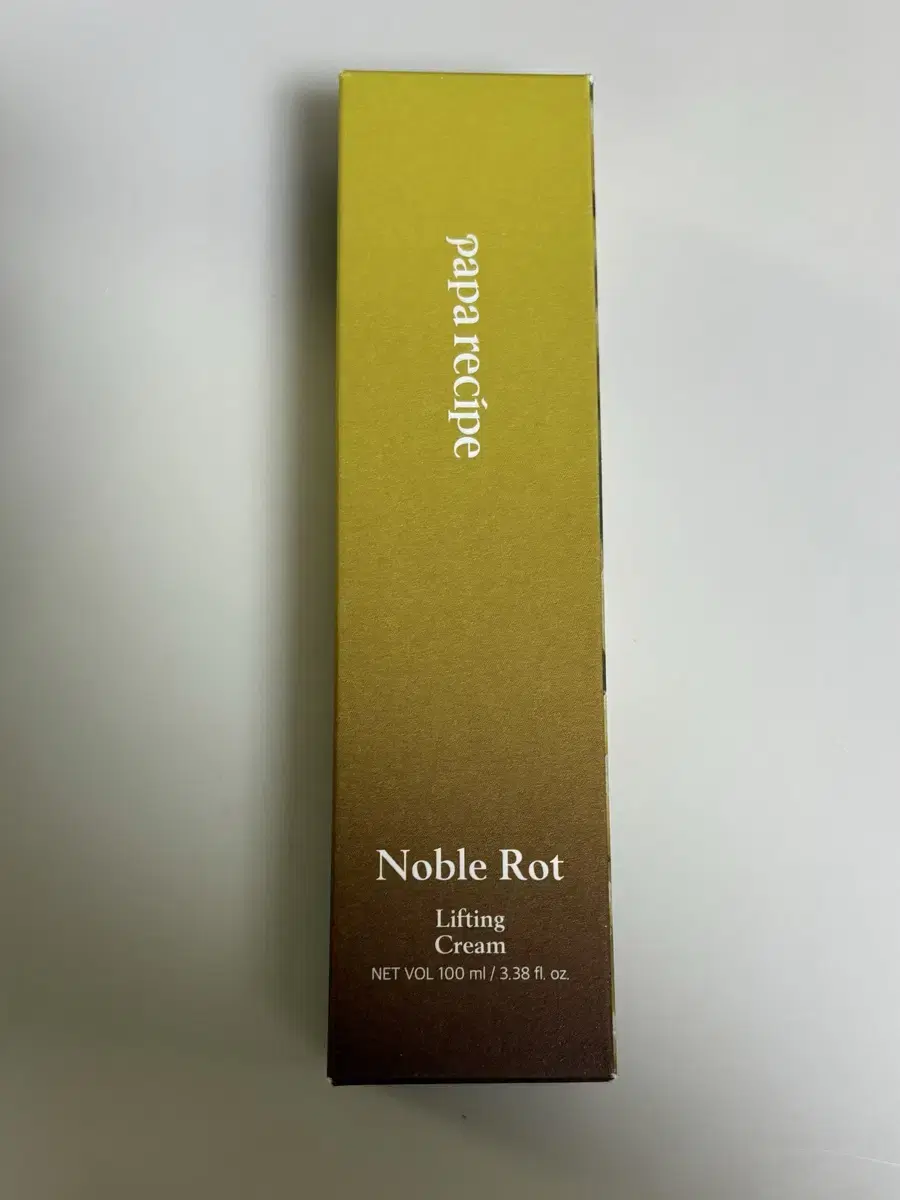 papa recipe
Noble Rot
Lifting
Cream
NET VOL 100 ml / 3.38 fl. oz.